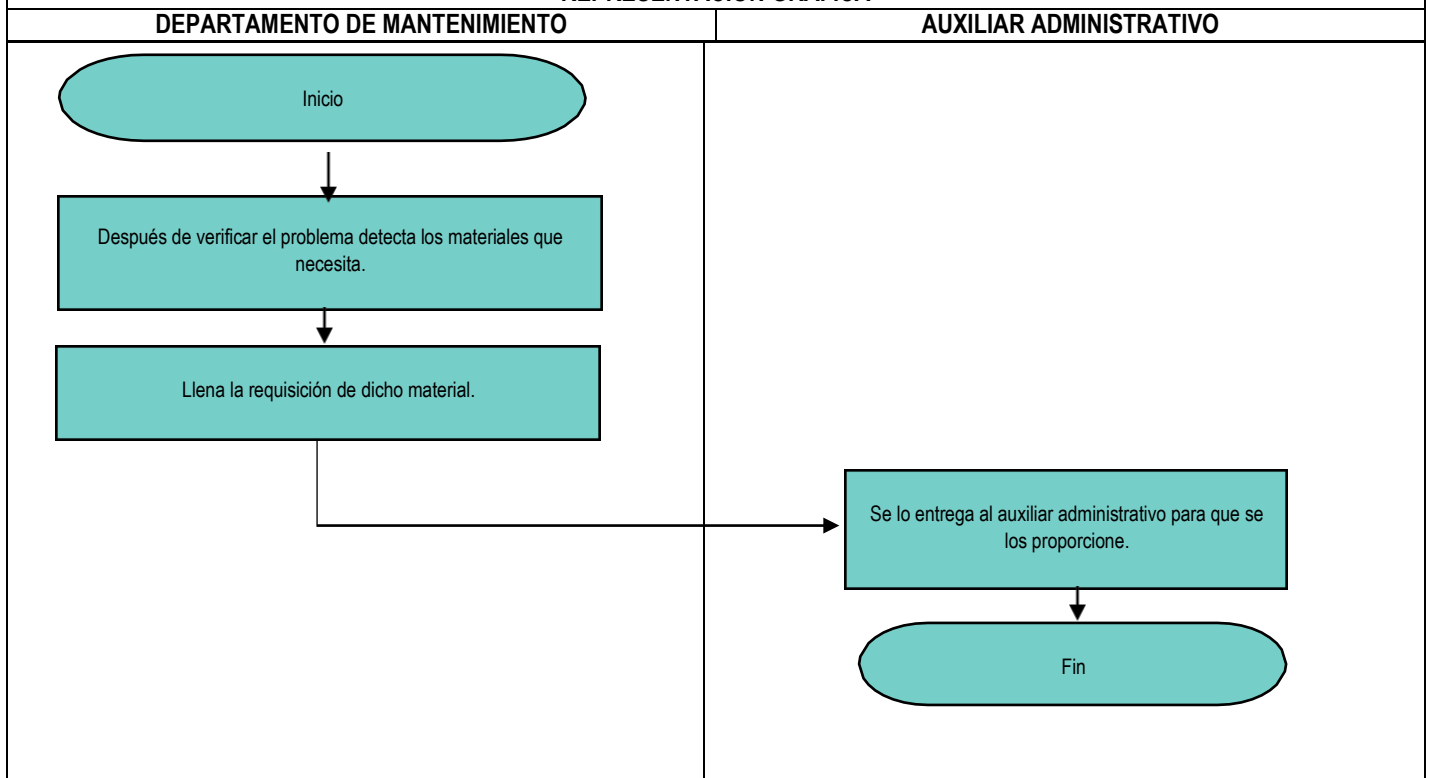 DEPARTAMENTO DE MANTENIMIENTO
AUXILIAR ADMINISTRATIVO
Inicio
Después de verificar el problema detecta los materiales que
necesita.
Llena la requisición de dicho material.
Se lo entrega al auxiliar administrativo para que se
los proporcione.
Fin